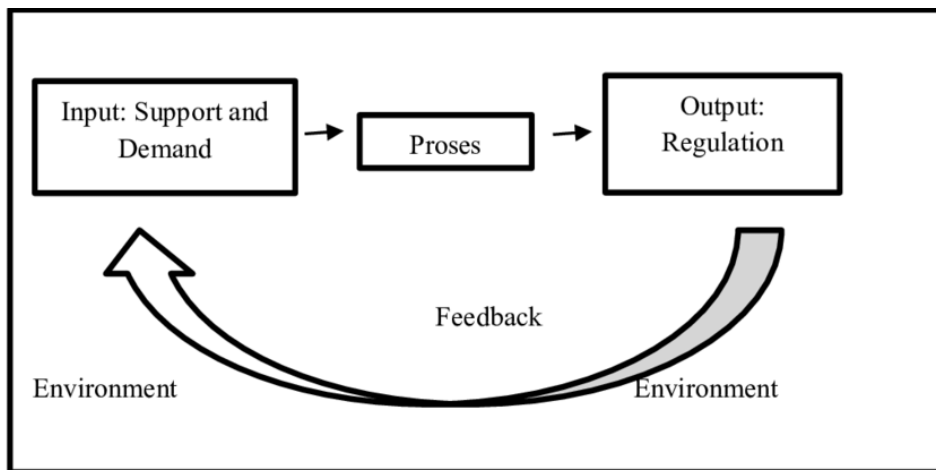 Input: Support and
Demand
Proses
Output:
Regulation
Feedback
Environment
Environment